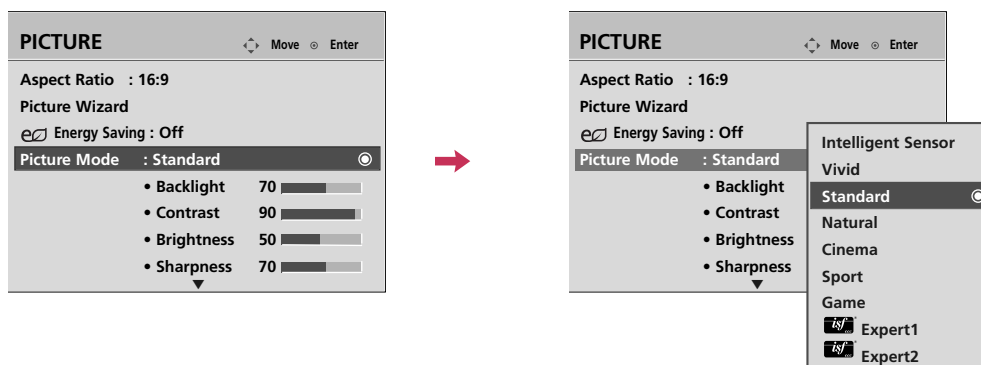 PICTURE
Move Enter
Aspect Ratio : 16:9
Picture Wizard
Energy Saving : Off
Picture Mode : Standard
• Backlight 70
• Contrast 90
• Brightness 50
• Sharpness 70
PICTURE
Move Enter
Aspect Ratio : 16:9
Picture Wizard
Energy Saving : Off
Picture Mode : Standard
• Backlight
• Contrast
• Brightness
• Sharpness
Intelligent Sensor
Vivid
Standard
Natural
Cinema
Sport
Game
isf Expert1
isf Expert2